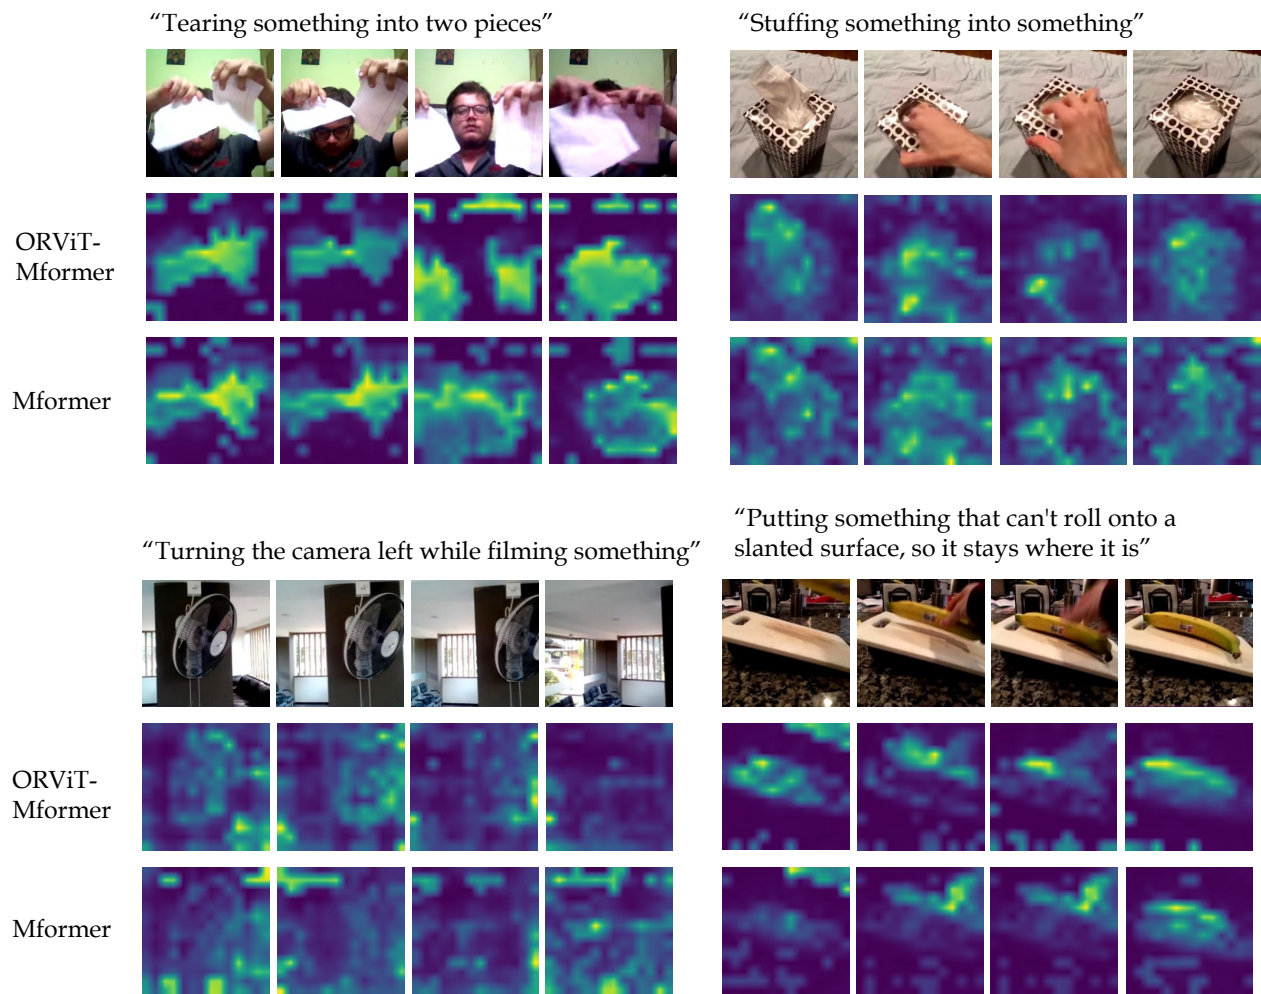 “Tearing something into two pieces”
“Stuffing something into something”
ORViT-
Mformer
Mformer
“Turning the camera left while filming something”
“Putting something that can't roll onto a
slanted surface, so it stays where it is”
ORViT-
Mformer
Mformer